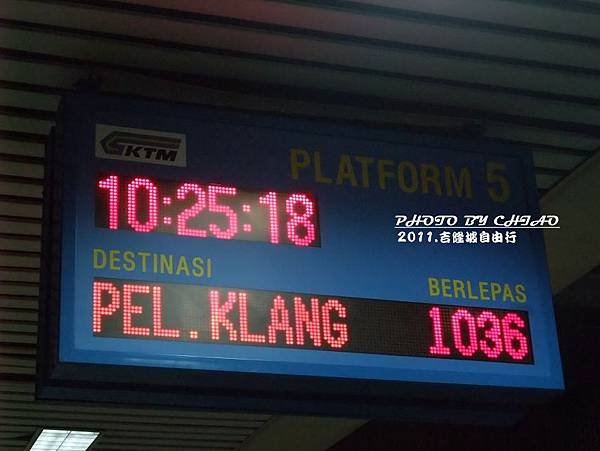 KTM
PLATFORM 5
10:25:18
PHOTO BY CHIAO
2011.吉隆坡自由行
DESTINASI
BERLEPAS
PEL.KLANG 1036